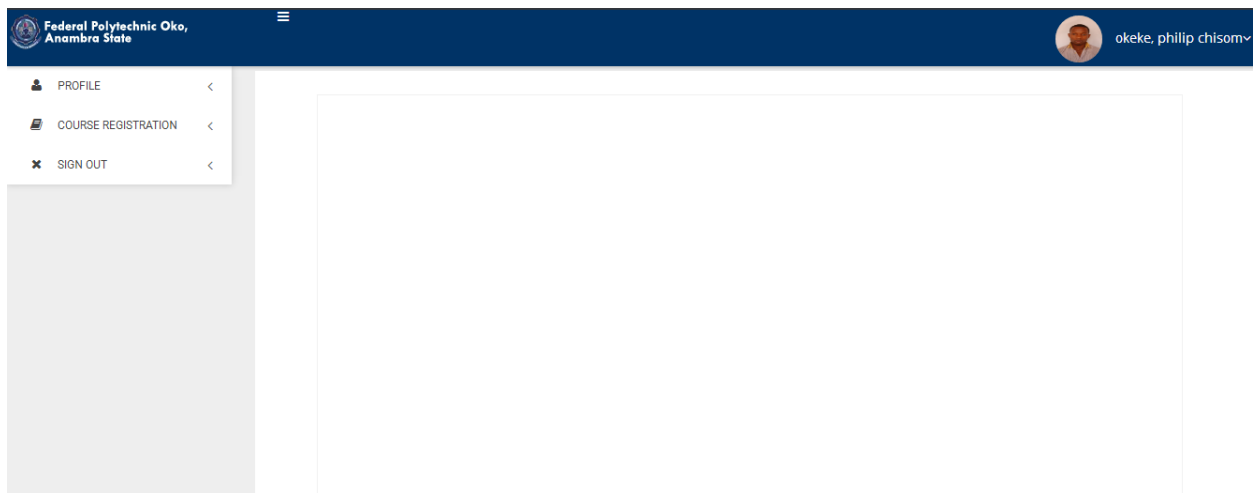 Federal Polytechnic Oko,
Anambra State
okeke, philip chisom
PROFILE
COURSE REGISTRATION
SIGN OUT